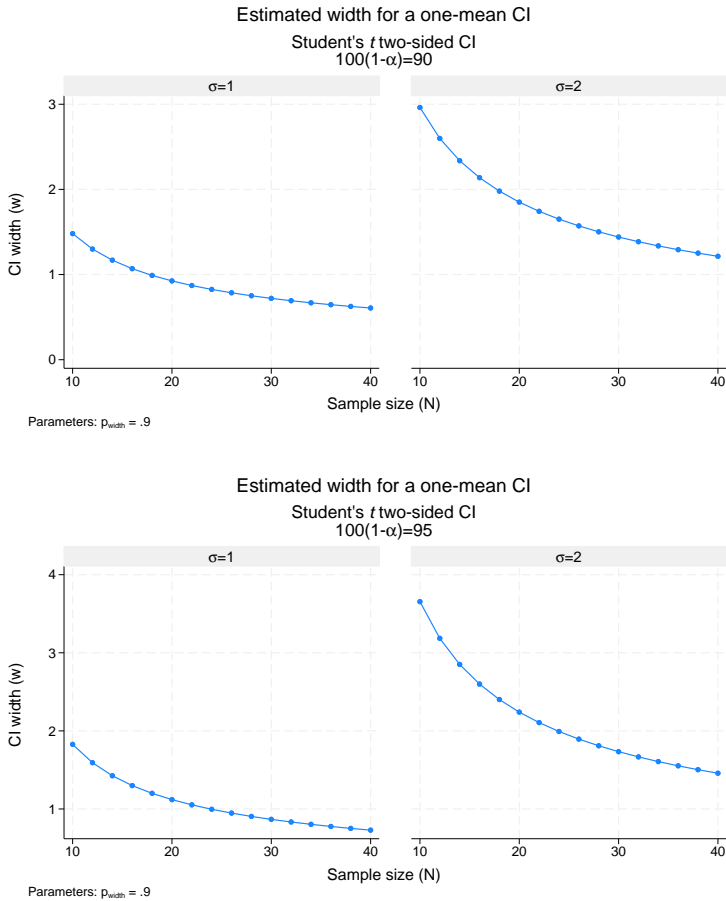 Estimated width for a one-mean CI
Student's t two-sided CI
100(1-α)=90
σ=1
σ=2
3
2
1
0
CI width (w)
10 20 30 40
10 20 30 40
Sample size (N)
Parameters: pwidth = .9
Estimated width for a one-mean CI
Student's t two-sided CI
100(1-α)=95
σ=1
σ=2
4
3
2
1
CI width (w)
10 20 30 40
10 20 30 40
Sample size (N)
Parameters: pwidth = .9